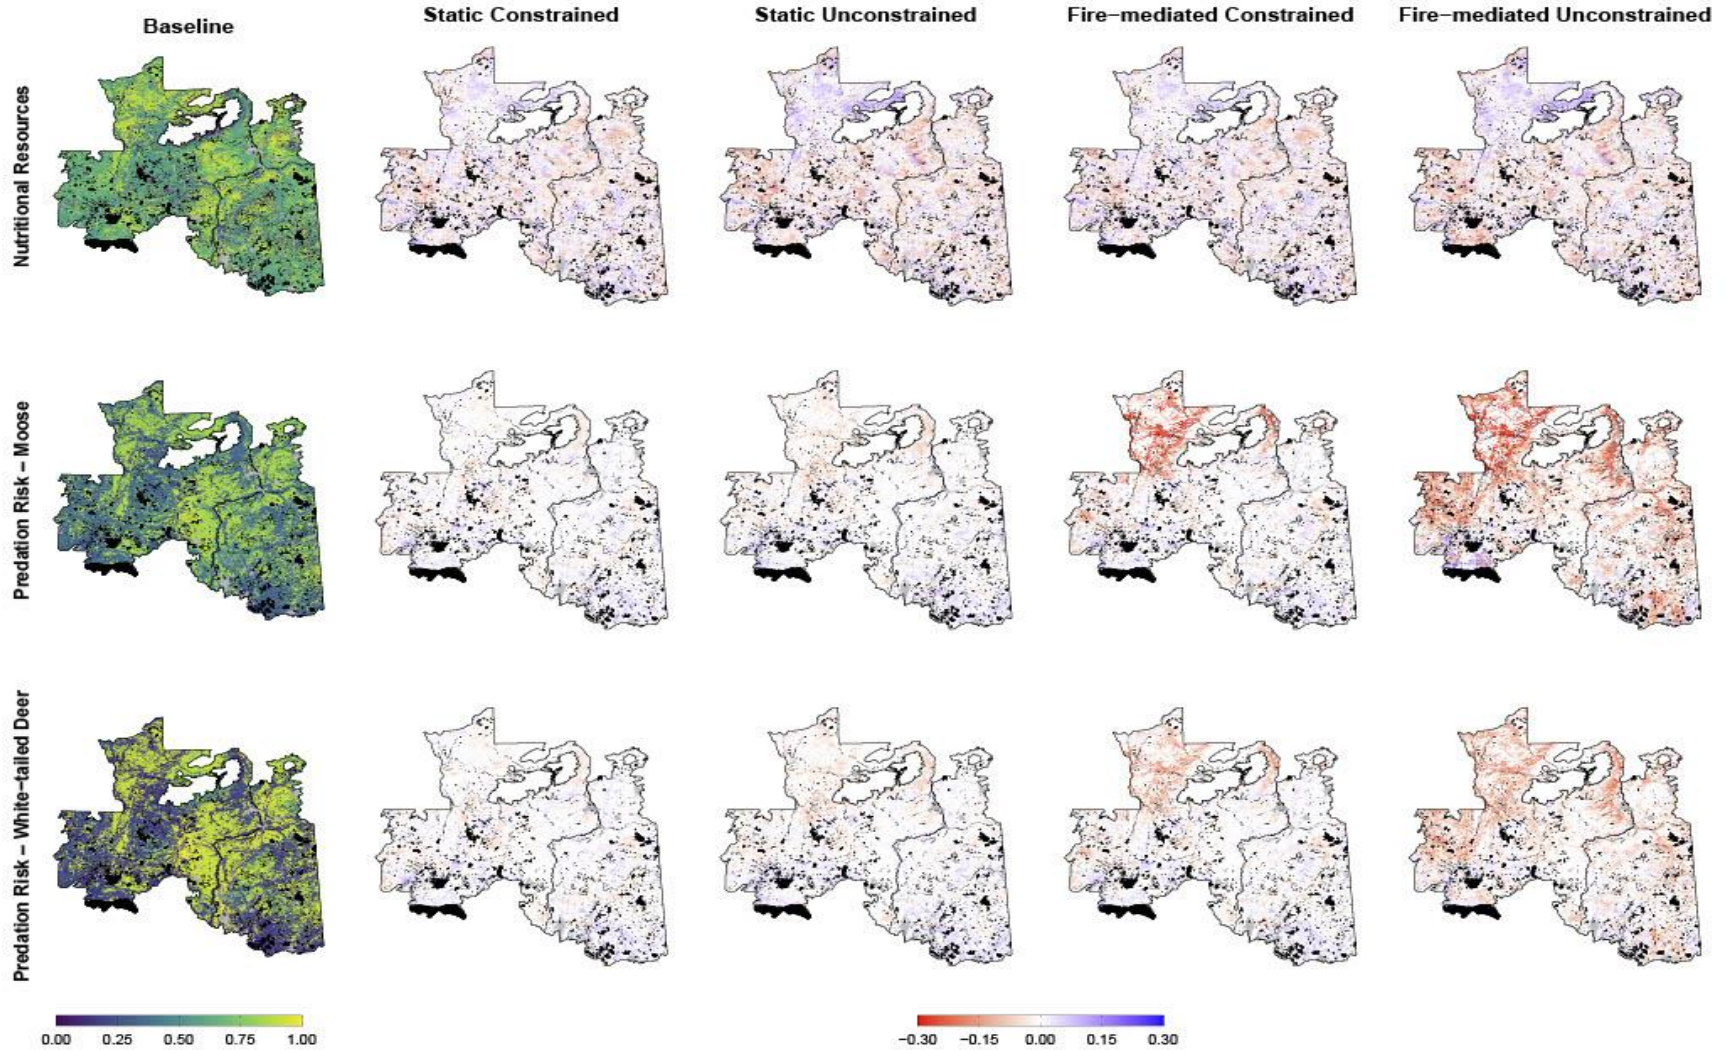 Baseline
Static Constrained
Static Unconstrained
Fire−mediated Constrained
Fire−mediated Unconstrained
Nutritional Resources
Predation Risk − Moose
Predation Risk − White−tailed Deer
0.00 0.25 0.50 0.75 1.00
−0.30 −0.15 0.00 0.15 0.30